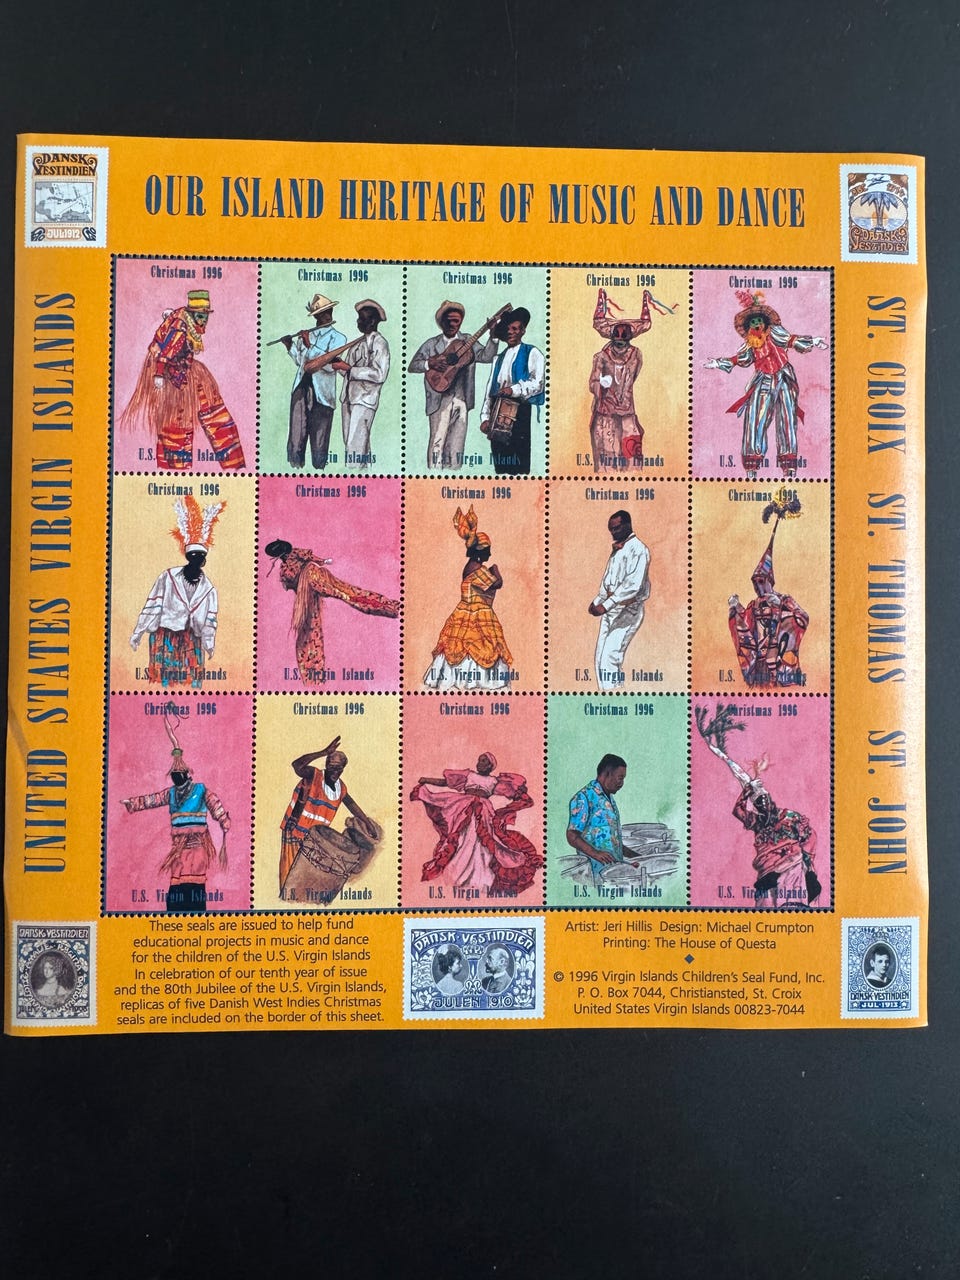 OUR ISLAND HERITAGE OF MUSIC AND DANCE
DANSK
VESTINDIEN
JUL 1912
DANSK
VESTINDIEN
UNITED STATES VIRGIN ISLANDS
ST. CROIX ST. THOMAS ST. JOHN
Christmas 1996
Christmas 1996
Christmas 1996
Christmas 1996
Christmas 1996
U.S. Virgin Islands
U.S. Virgin Islands
U.S. Virgin Islands
U.S. Virgin Islands
U.S. Virgin Islands
Christmas 1996
Christmas 1996
Christmas 1996
Christmas 1996
Christmas 1996
U.S. Virgin Islands
U.S. Virgin Islands
U.S. Virgin Islands
U.S. Virgin Islands
U.S. Virgin Islands
Christmas 1996
Christmas 1996
Christmas 1996
Christmas 1996
Christmas 1996
U.S. Virgin Islands
U.S. Virgin Islands
U.S. Virgin Islands
U.S. Virgin Islands
U.S. Virgin Islands
DANSK-VESTINDIEN
These seals are issued to help fund
educational projects in music and dance
for the children of the U.S. Virgin Islands
In celebration of our tenth year of issue
and the 80th Jubilee of the U.S. Virgin Islands,
replicas of five Danish West Indies Christmas
seals are included on the border of this sheet.
DANSK-VESTINDIEN
JULEN 1910
Artist: Jeri Hillis Design: Michael Crumpton
Printing: The House of Questa
© 1996 Virgin Islands Children's Seal Fund, Inc.
P. O. Box 7044, Christiansted, St. Croix
United States Virgin Islands 00823-7044
DANSK VESTINDIEN
JUL 1913